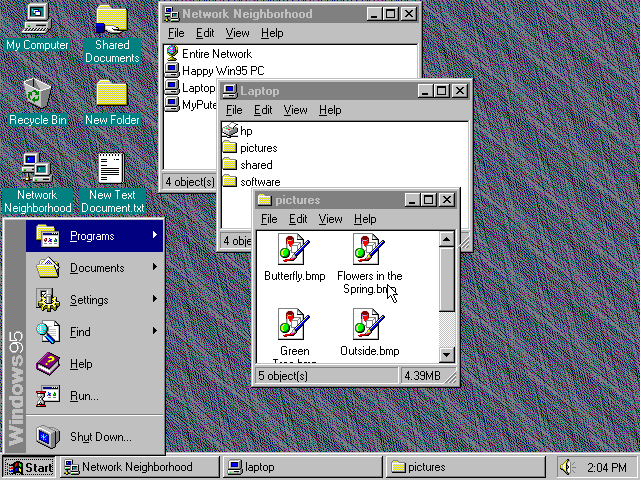 My Computer
Shared
Documents
Recycle Bin
New Folder
Network
Neighborhood
New Text
Document.txt
Network Neighborhood
File Edit View Help
Entire Network
Happy Win95 PC
Laptop
MyPute
4 object(s)
Laptop
File Edit View Help
hp
pictures
shared
software
4 obje
pictures
File Edit View Help
Butterfly.bmp
Flowers in the
Spring.bmp
Green
Outside.bmp
5 object(s)
4.39MB
Windows95
Programs
Documents
Settings
Find
Help
Run...
Shut Down...
Start
Network Neighborhood
laptop
pictures
2:04 PM